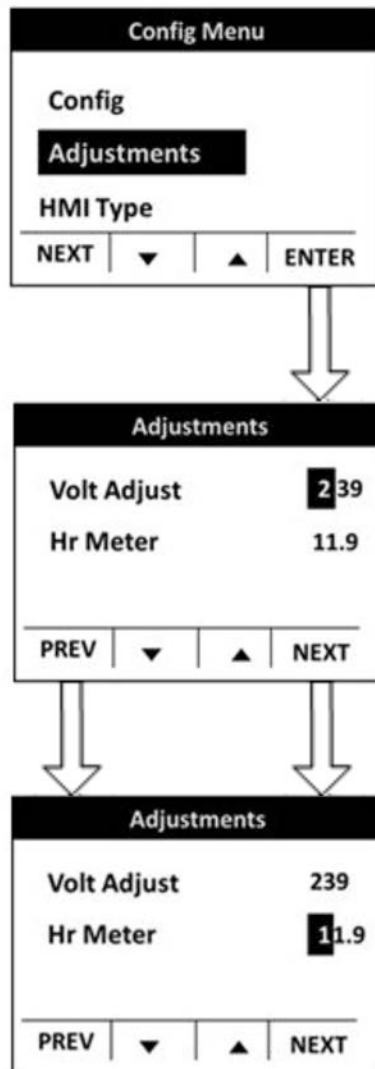 Config Menu
Config
Adjustments
HMI Type
NEXT ▼ ▲ ENTER
Adjustments
Volt Adjust 239
Hr Meter 11.9
PREV ▼ ▲ NEXT
Adjustments
Volt Adjust 239
Hr Meter 11.9
PREV ▼ ▲ NEXT